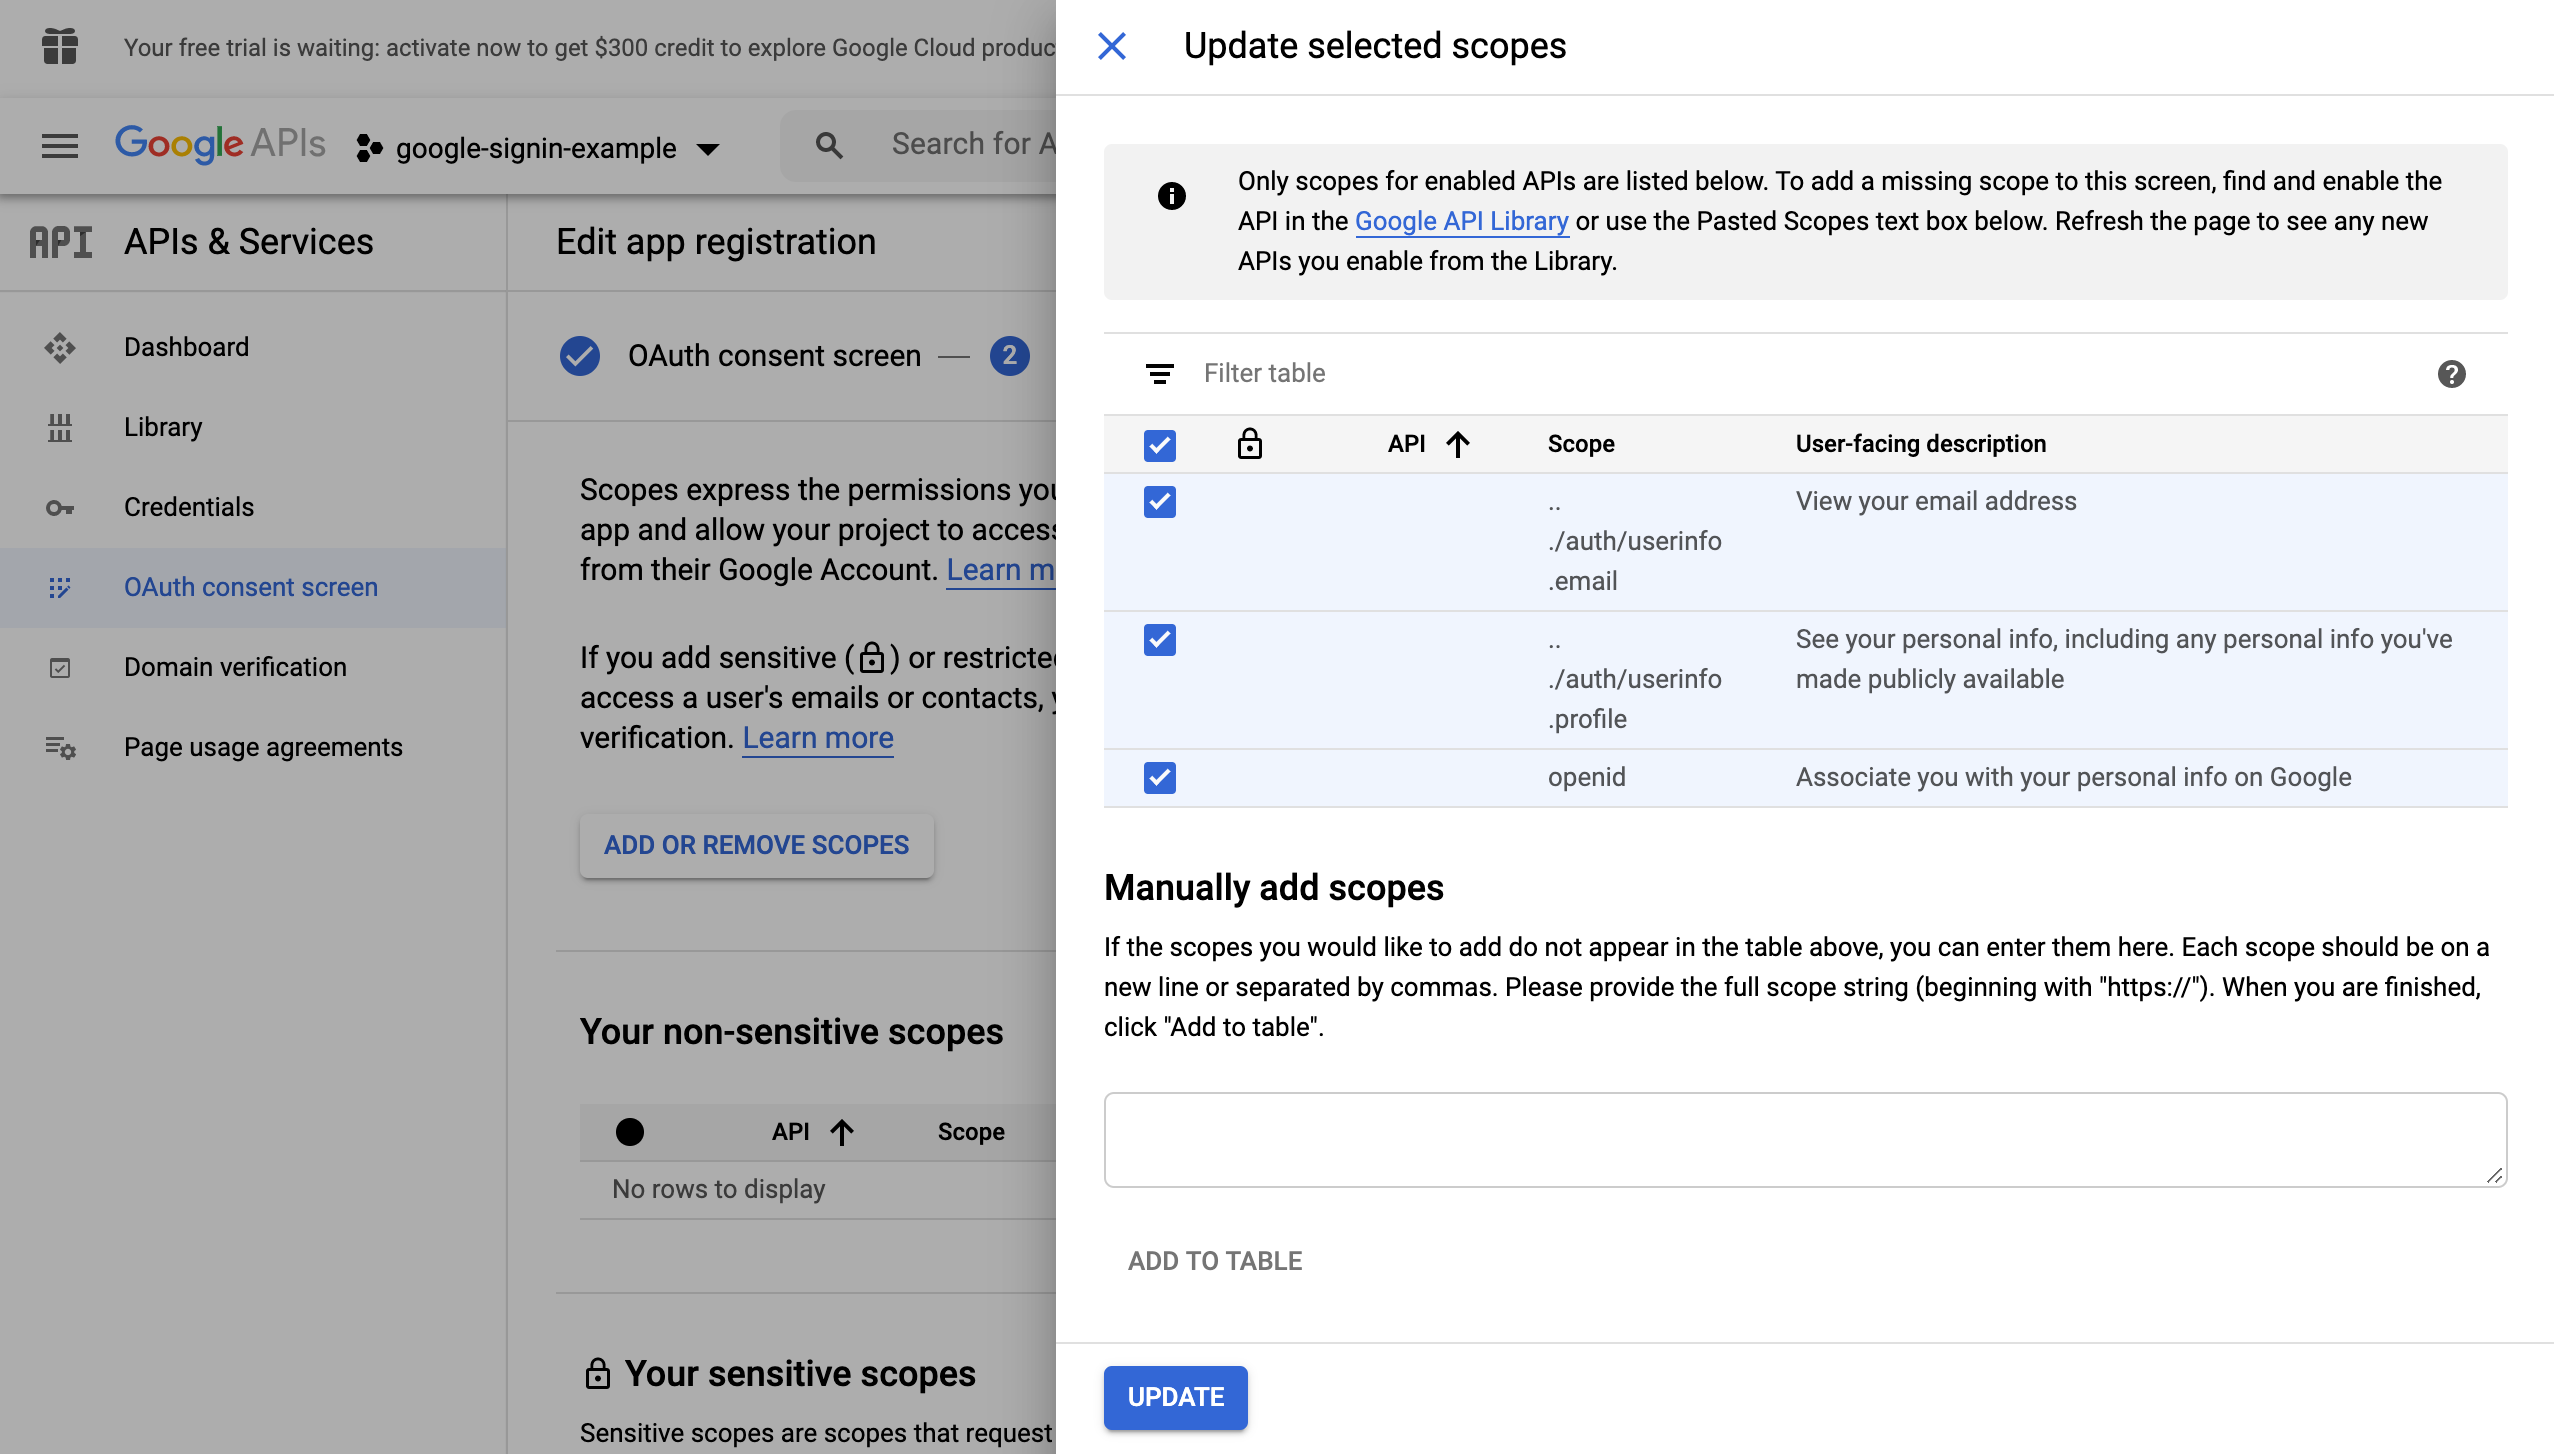 Your free trial is waiting: activate now to get $300 credit to explore Google Cloud
Google APIs
google-signin-example
Search for
API
APIs & Services
Dashboard
Library
Credentials
OAuth consent screen
Domain verification
Page usage agreements
Edit app registration
OAuth consent screen — 2
Scopes express the permissions
app and allow your project to
from their Google Account. Learn
If you add sensitive ( ) or
access a user's emails or contacts,
verification. Learn more
ADD OR REMOVE SCOPES
Your non-sensitive scopes
API Scope
No rows to display
Your sensitive scopes
Sensitive scopes are scopes that request
Update selected scopes
Only scopes for enabled APIs are listed below. To add a missing scope to this screen, find and enable the
API in the Google API Library or use the Pasted Scopes text box below. Refresh the page to see any new
APIs you enable from the Library.
Filter table
API Scope User-facing description
.. View your email address
./auth/userinfo
.email
.. See your personal info, including any personal info you've
./auth/userinfo made publicly available
.profile
openid Associate you with your personal info on Google
Manually add scopes
If the scopes you would like to add do not appear in the table above, you can enter them here. Each scope should be on a
new line or separated by commas. Please provide the full scope string (beginning with "https://"). When you are finished,
click "Add to table".
ADD TO TABLE
UPDATE